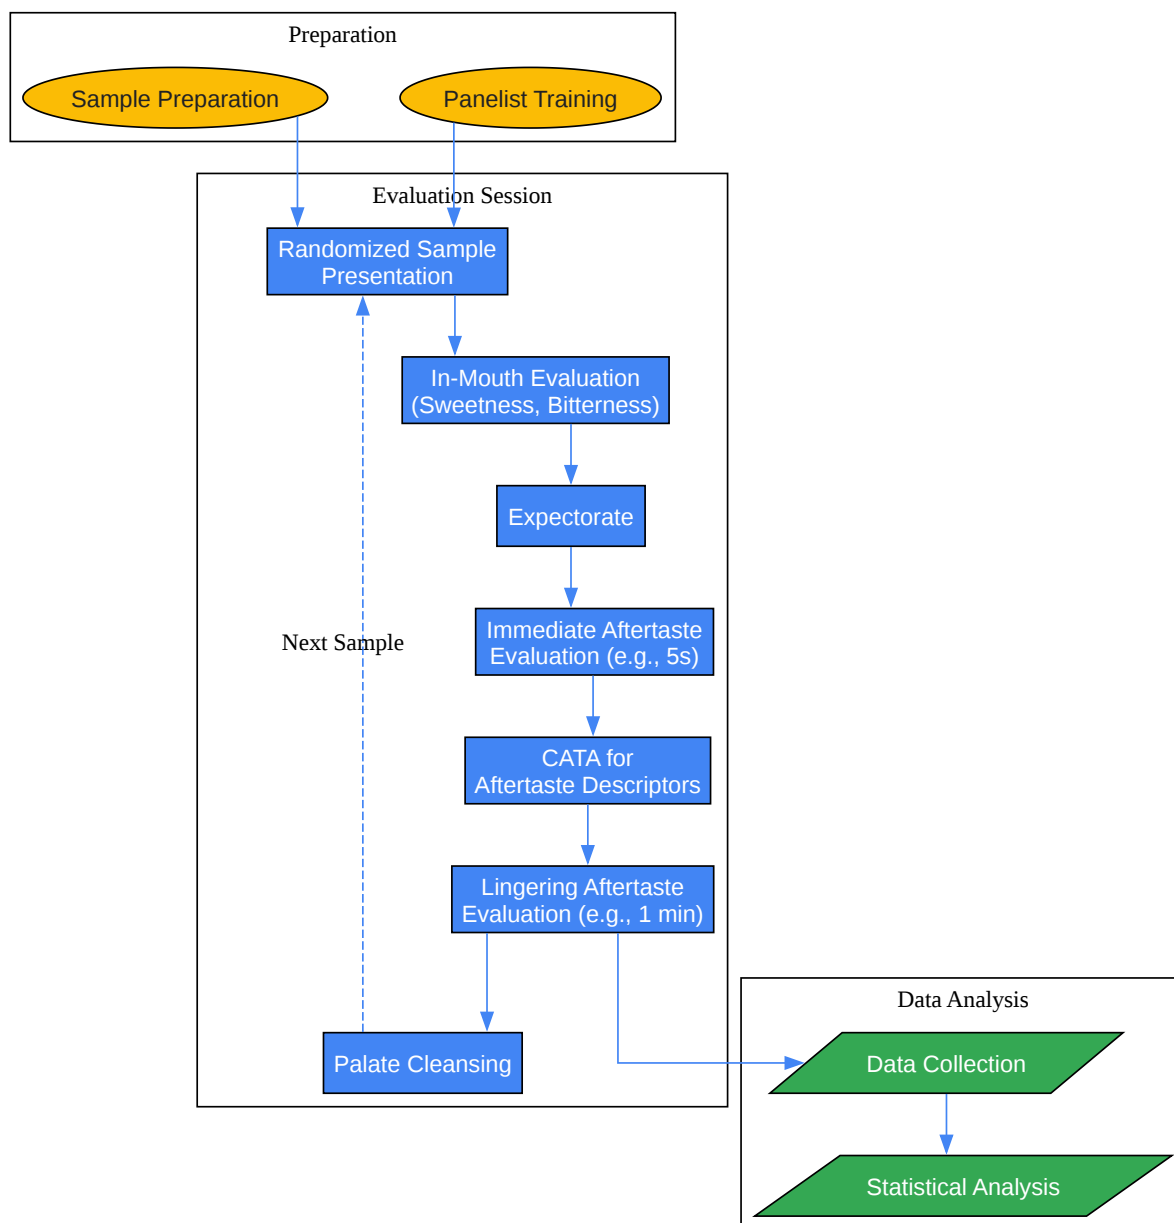 Preparation
Sample Preparation
Panelist Training
Evaluation Session
Randomized Sample
Presentation
In-Mouth Evaluation
(Sweetness, Bitterness)
Expectorate
Immediate Aftertaste
Evaluation (e.g., 5s)
Next Sample
CATA for
Aftertaste Descriptors
Lingering Aftertaste
Evaluation (e.g., 1 min)
Palate Cleansing
Data Analysis
Data Collection
Statistical Analysis